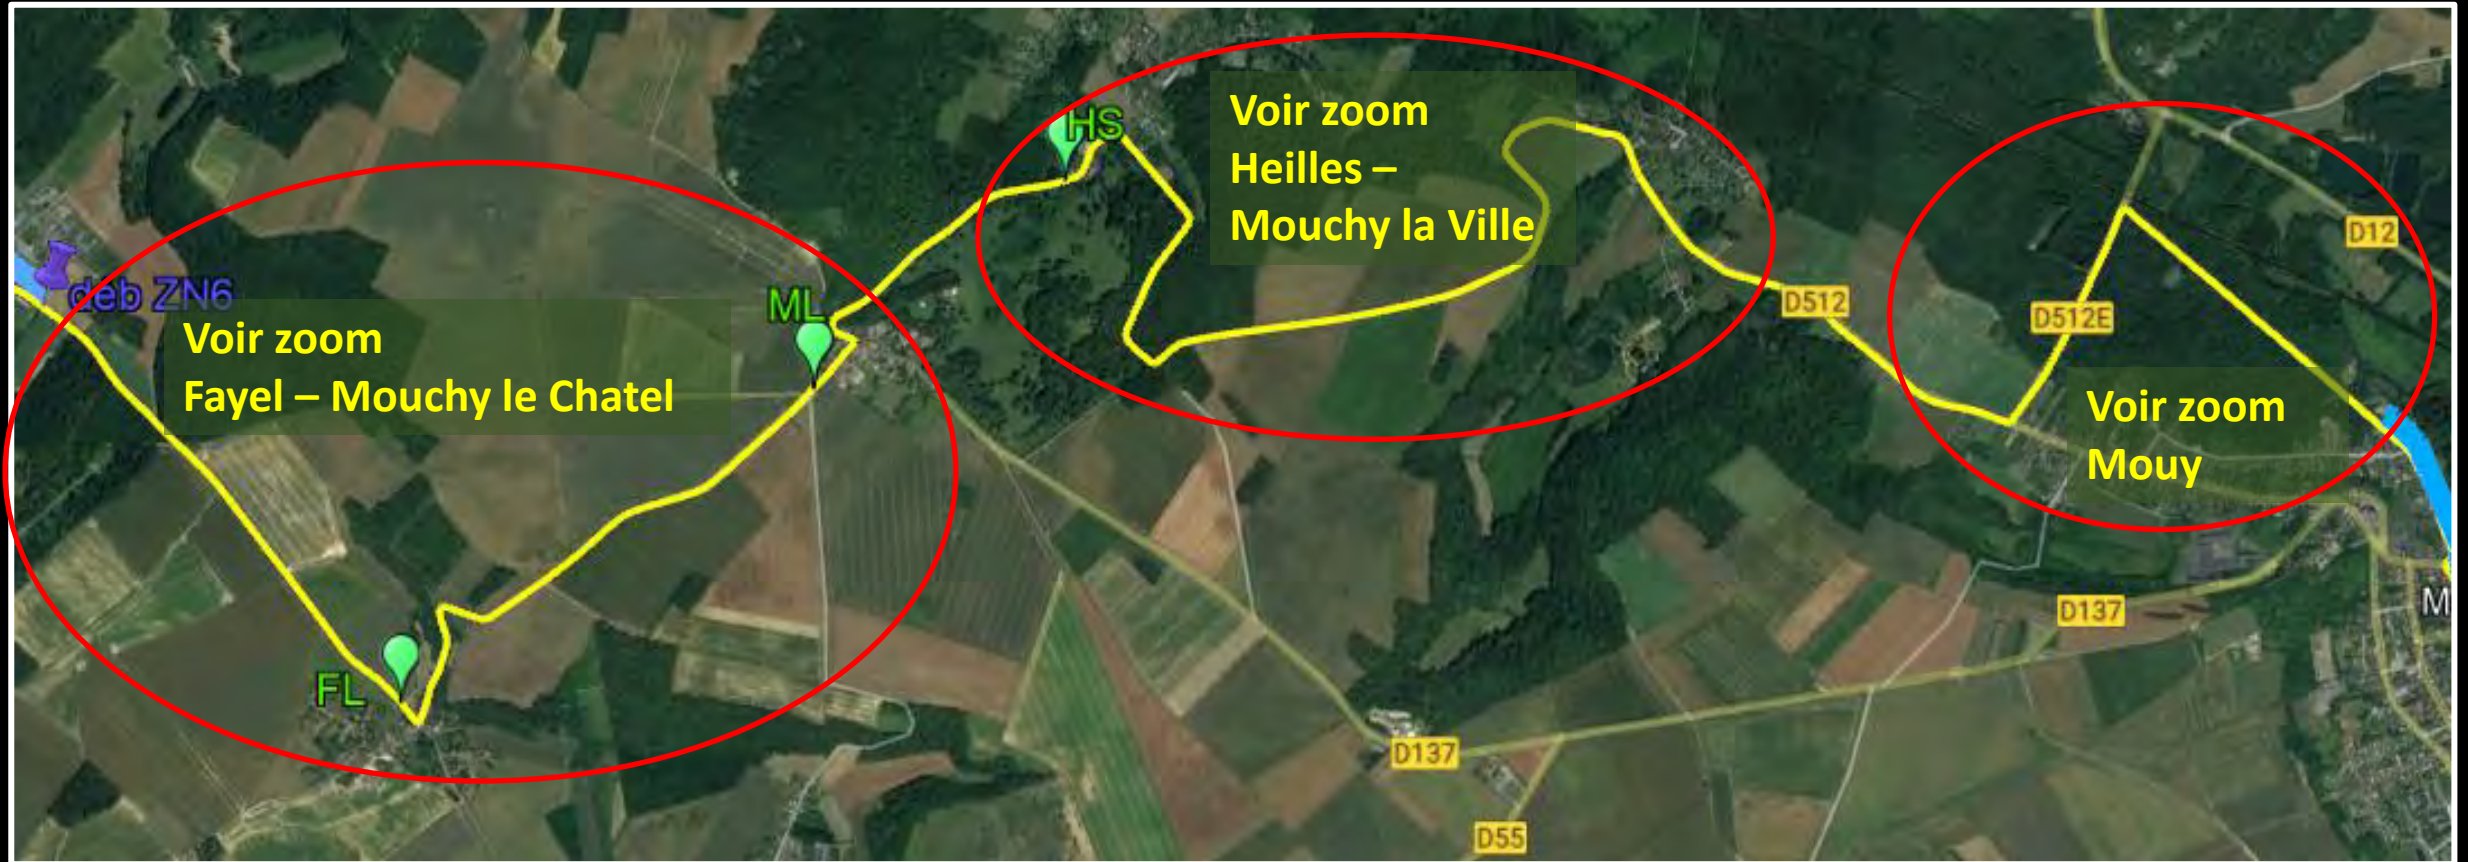 HS
Voir zoom
Heilles –
Mouchy la Ville
D12
deb ZN6
ML
D512
D512E
Voir zoom
Fayel – Mouchy le Chatel
Voir zoom
Mouy
D137
M
FL
D137
D55